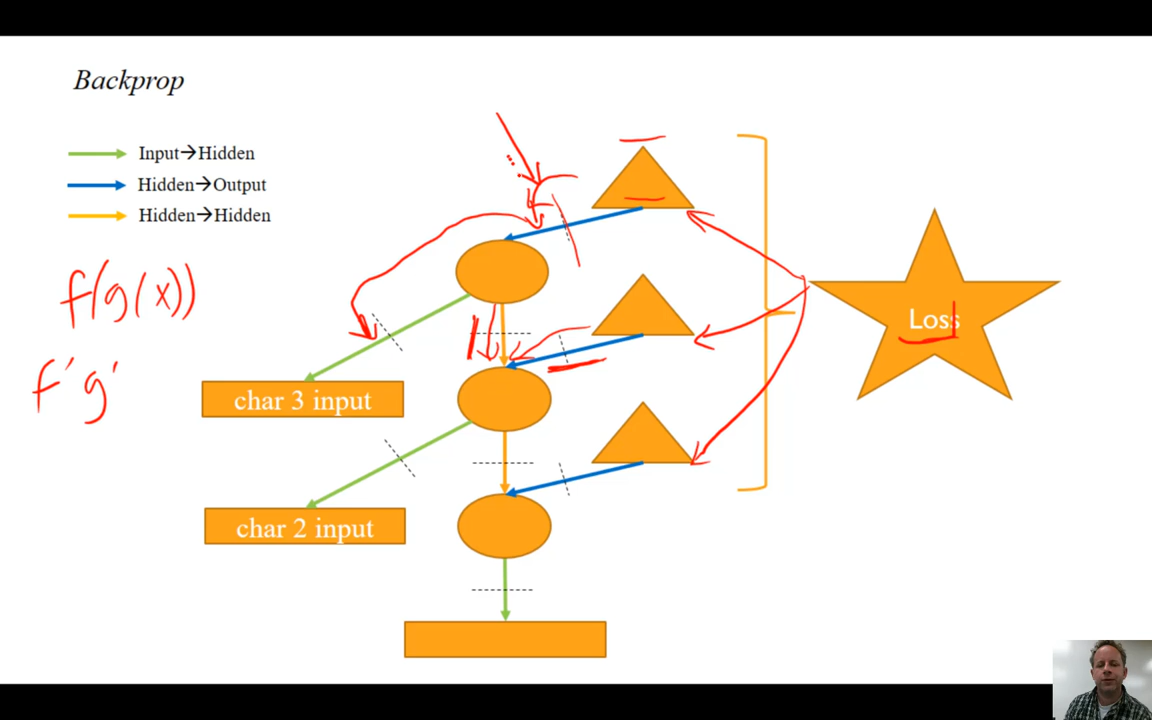 Backprop
Input→Hidden
Hidden→Output
Hidden→Hidden
f(g(x))
f'g'
Loss
char 3 input
char 2 input